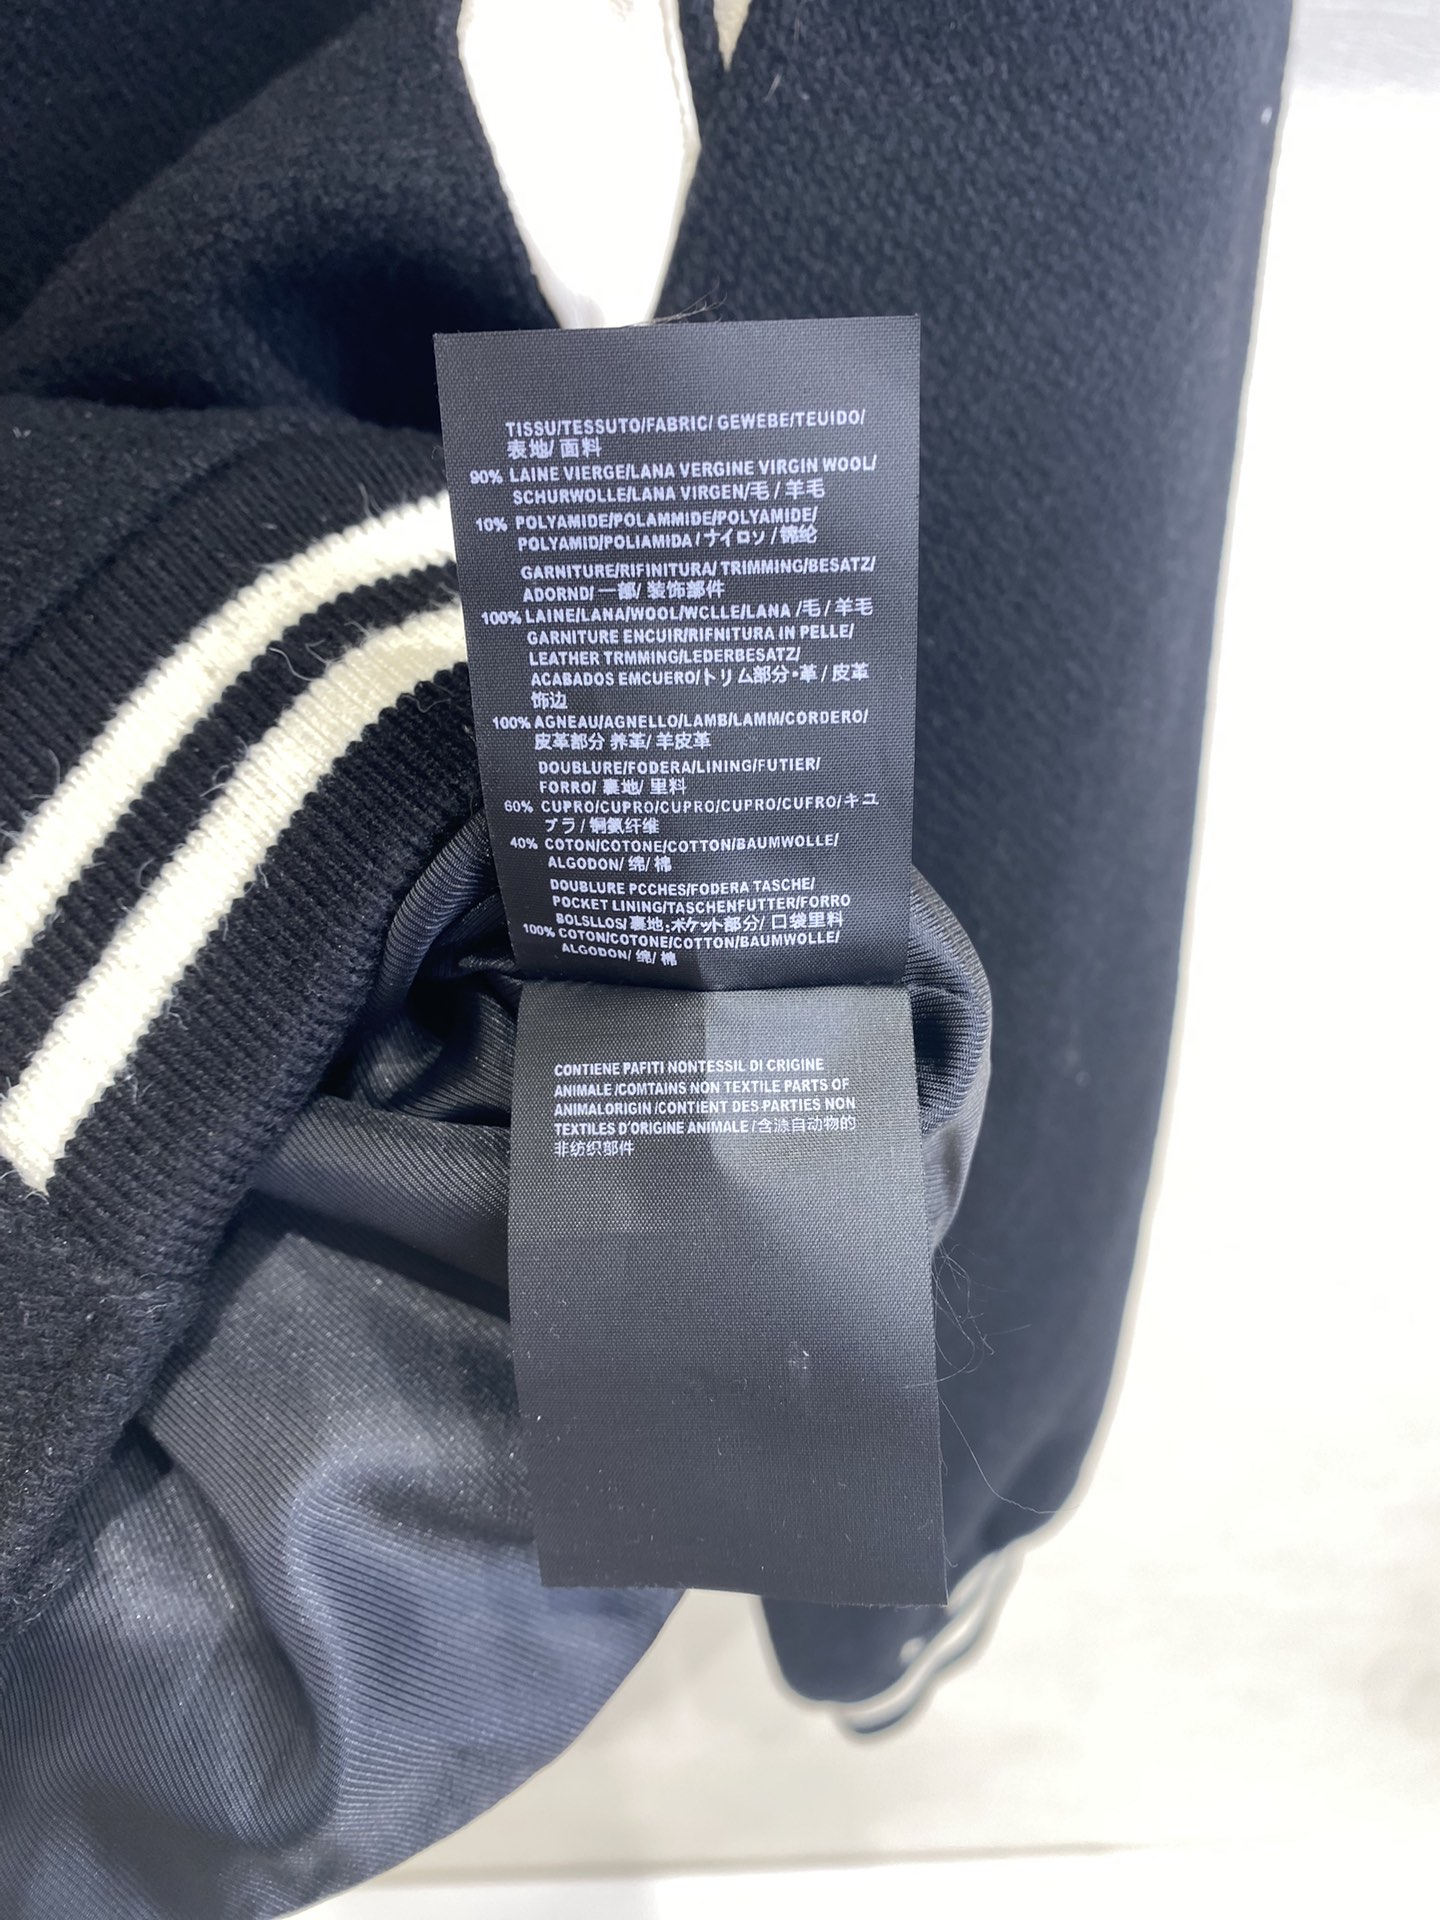 TISSU/TESSUTO/FABRIC/ GEWEBE/TEUIDO/
表地/ 面料
90% LAINE VIERGE/LANA VERGINE VIRGIN WOOL/
SCHURWOLLE/LANA VIRGEN/毛 / 羊毛
10% POLYAMIDE/POLAMMIDE/POLYAMIDE/
POLYAMID/POLIAMIDA / ナイロソ / 锦纶
GARNITURE/RIFINITURA/ TRIMMING/BESATZ/
ADORND/ 一部/ 装饰部件
100% LAINE/LANA/WOOL/WCLLE/LANA /毛 / 羊毛
GARNITURE ENCUIR/RIFNITURA IN PELLE/
LEATHER TRMMING/LEDERBESATZ/
ACABADOS EMCUERO/トリム部分・革 / 皮革
饰边
100% AGNEAU/AGNELLO/LAMB/LAMM/CORDERO/
皮革部分 养革/ 羊皮革
DOUBLURE/FODERA/LINING/FUTIER/
FORRO/ 裏地/ 里料
60% CUPRO/CUPRO/CUPRO/CUPRO/CUFRO/キユ
プラ / 铜氨纤维
40% COTON/COTONE/COTTON/BAUMWOLLE/
ALGODON/ 绵/ 棉
DOUBLURE PCCHES/FODERA TASCHE/
POCKET LINING/TASCHENFUTTER/FORRO
BOLSLLOS/ 裏地:ポケット部分/ 口袋里料
100% COTON/COTONE/COTTON/BAUMWOLLE/
ALGODON/ 绵/ 棉
CONTIENE PAFITI NONTESSIL DI CRIGINE
ANIMALE /COMTAINS NON TEXTILE PARTS OF
ANIMALORIGIN /CONTIENT DES PARTIES NON
TEXTILES D'ORIGINE ANIMALE / 含源自动物的
非纺织部件